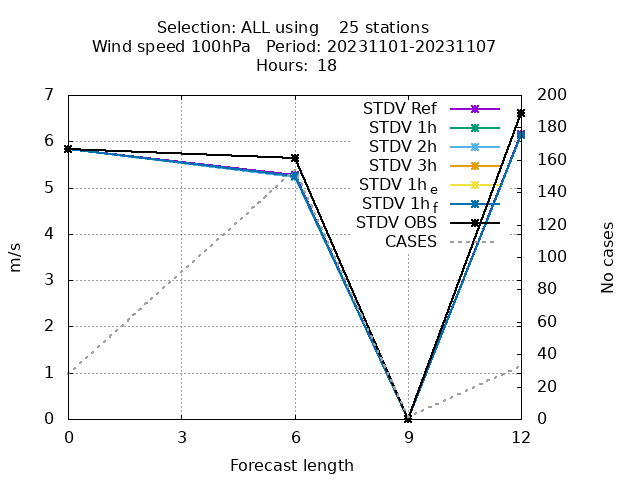 Selection: ALL using    25 stations
Wind speed 100hPa   Period: 20231101-20231107
Hours: 18
7
6
5
4
3
2
1
0
200
180
160
140
120
100
80
60
40
20
0
0 3 6 9 12
m/s
No cases
Forecast length
STDV Ref
STDV 1h
STDV 2h
STDV 3h
STDV 1h e
STDV 1h f
STDV OBS
CASES